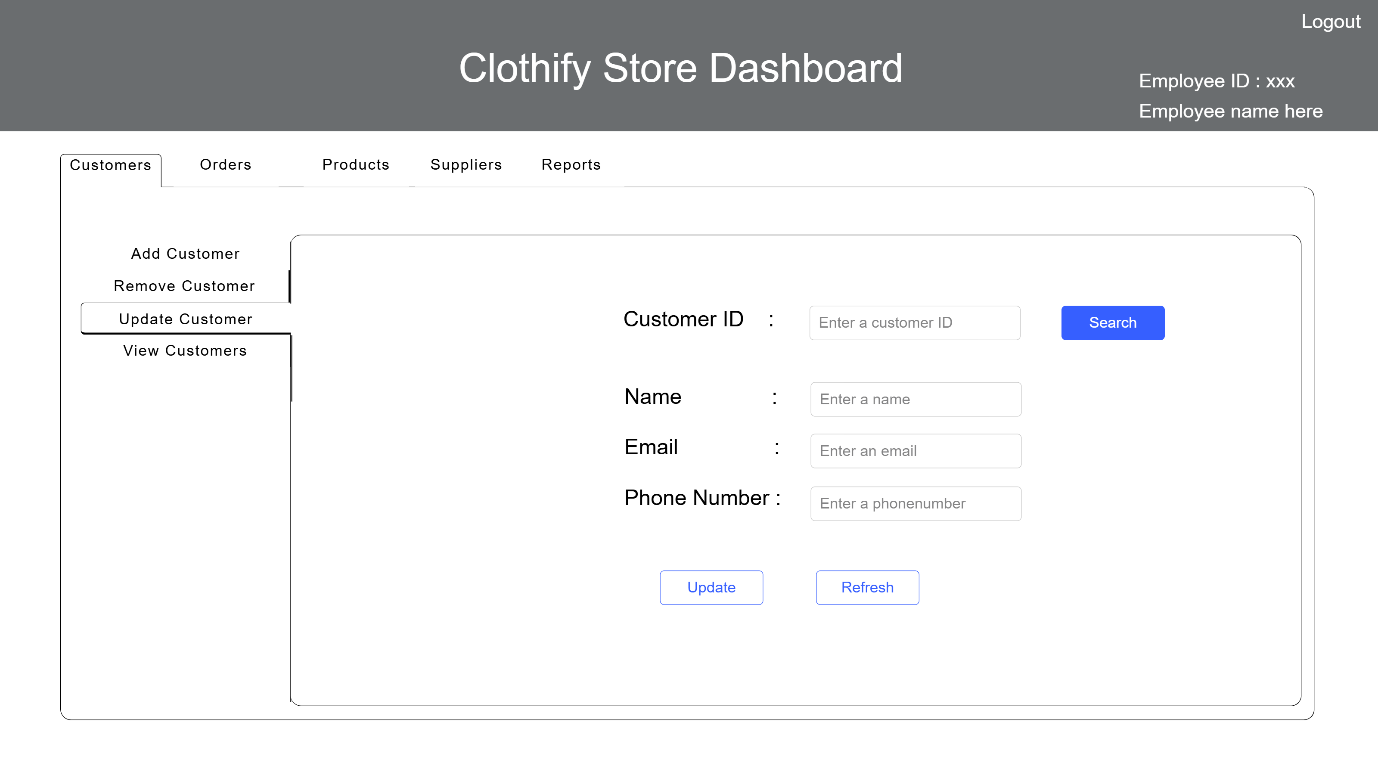 Logout
Clothify Store Dashboard
Employee ID : xxx
Employee name here
Customers Orders Products Suppliers Reports
Add Customer
Remove Customer
Update Customer
View Customers
Customer ID : Enter a customer ID Search
Name : Enter a name
Email : Enter an email
Phone Number : Enter a phonenumber
Update Refresh